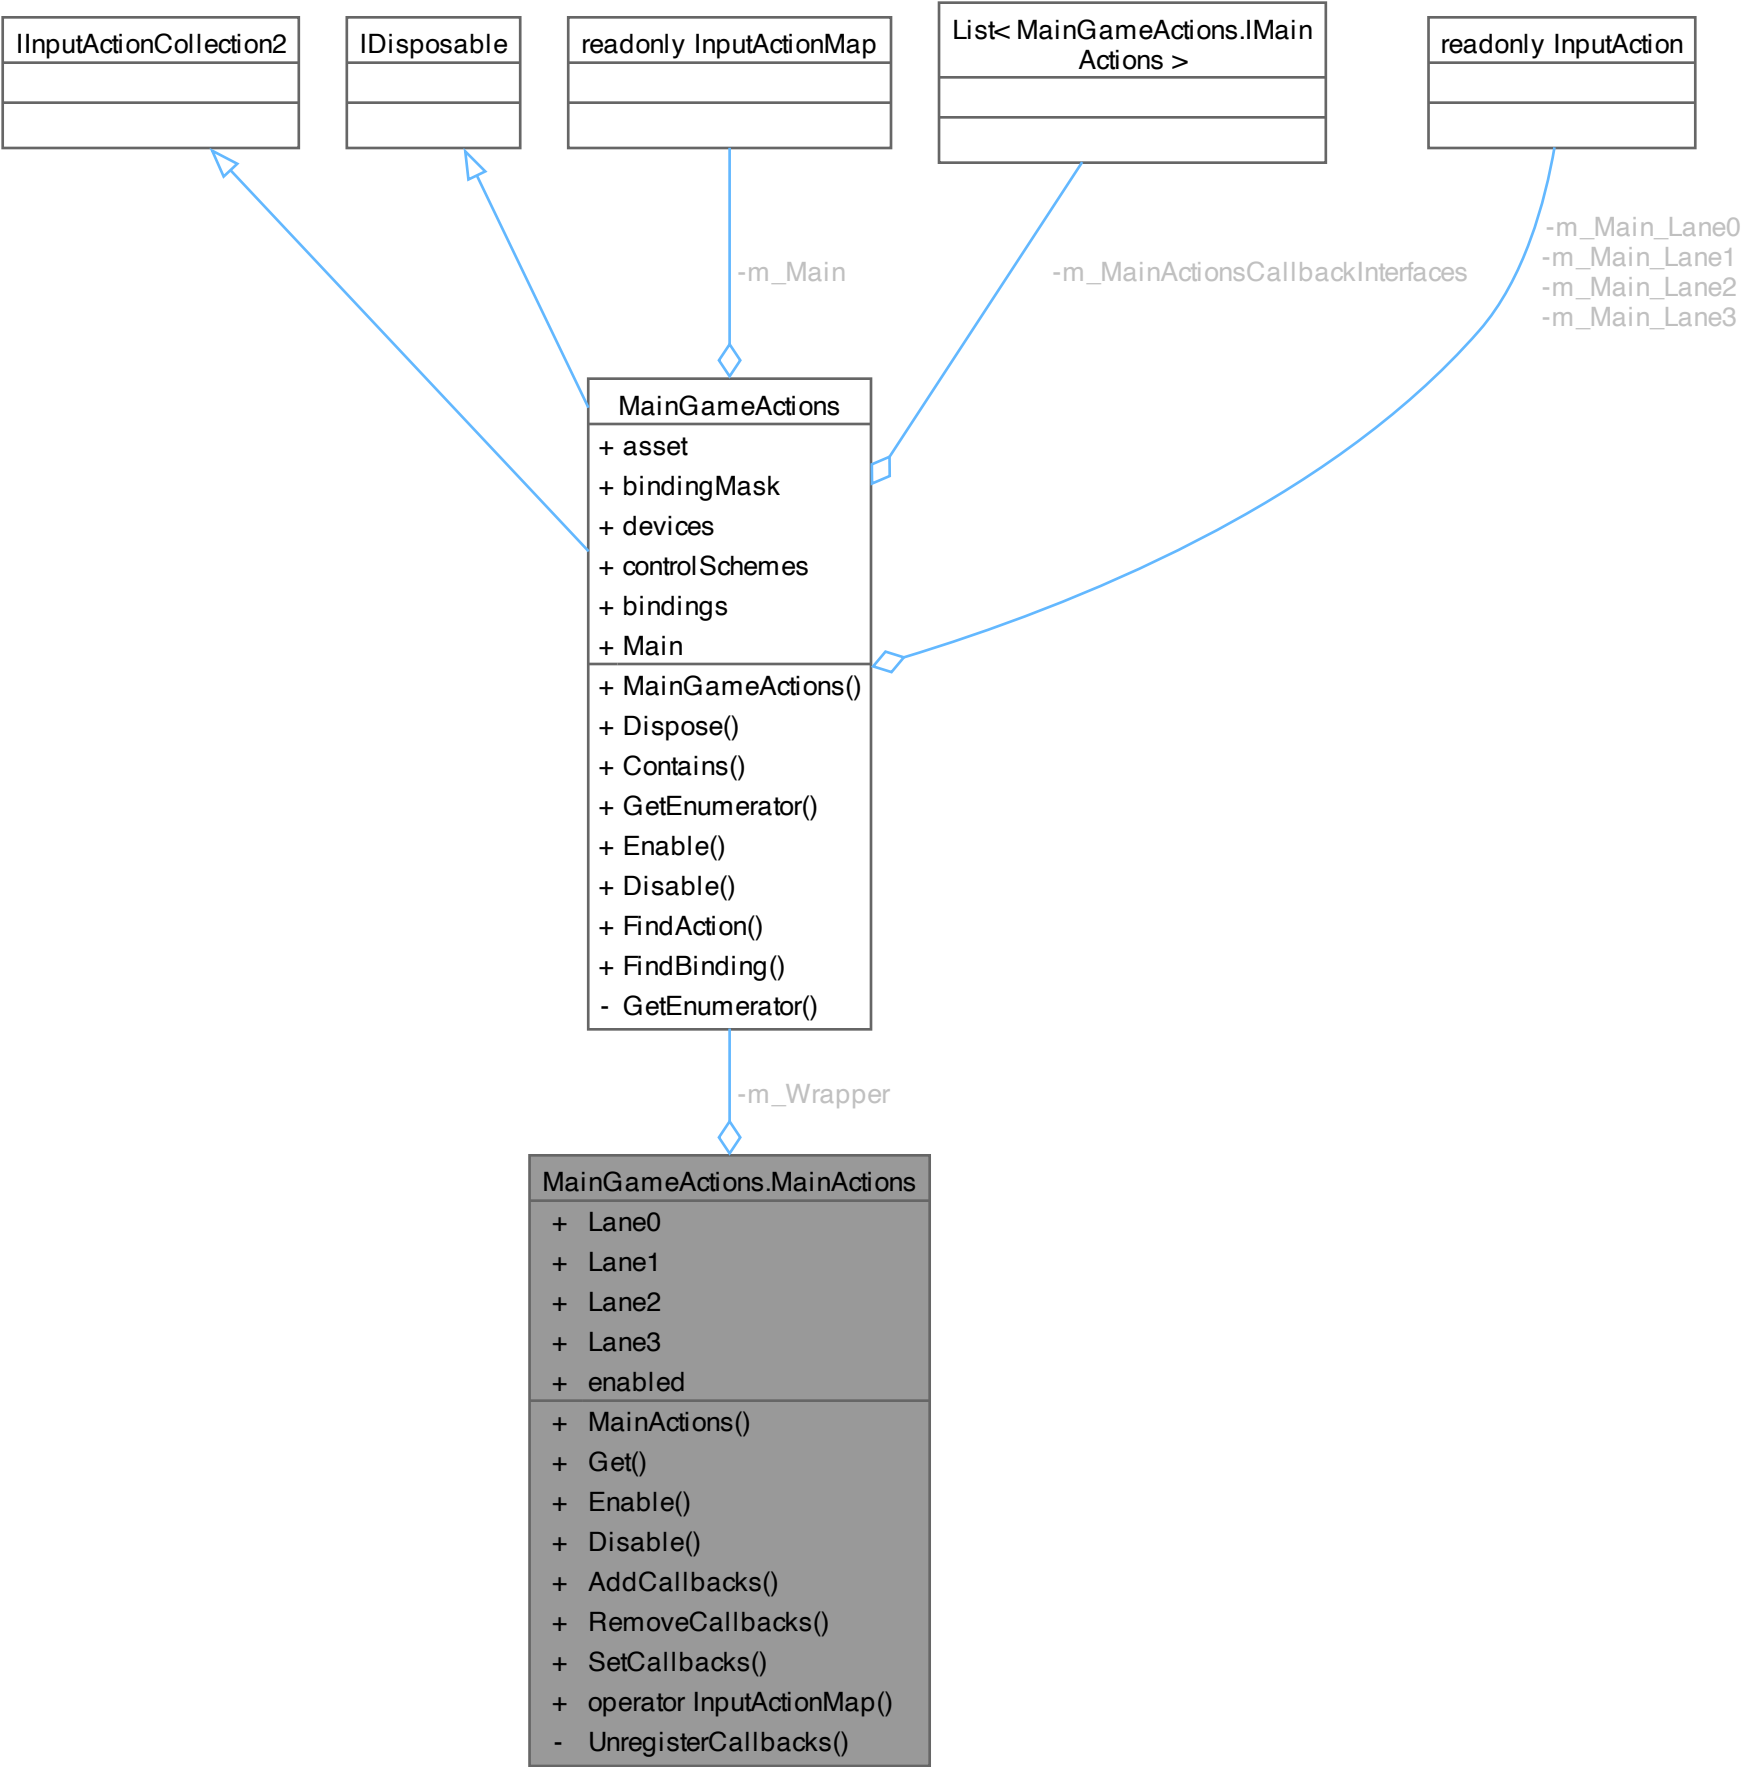 IInputActionCollection2
IDisposable
readonly InputActionMap
List< MainGameActions.IMain
Actions >
readonly InputAction
-m_Main
-m_MainActionsCallbackInterfaces
-m_Main_Lane0
-m_Main_Lane1
-m_Main_Lane2
-m_Main_Lane3
MainGameActions
+ asset
+ bindingMask
+ devices
+ controlSchemes
+ bindings
+ Main
+ MainGameActions()
+ Dispose()
+ Contains()
+ GetEnumerator()
+ Enable()
+ Disable()
+ FindAction()
+ FindBinding()
- GetEnumerator()
-m_Wrapper
MainGameActions.MainActions
+ Lane0
+ Lane1
+ Lane2
+ Lane3
+ enabled
+ MainActions()
+ Get()
+ Enable()
+ Disable()
+ AddCallbacks()
+ RemoveCallbacks()
+ SetCallbacks()
+ operator InputActionMap()
- UnregisterCallbacks()